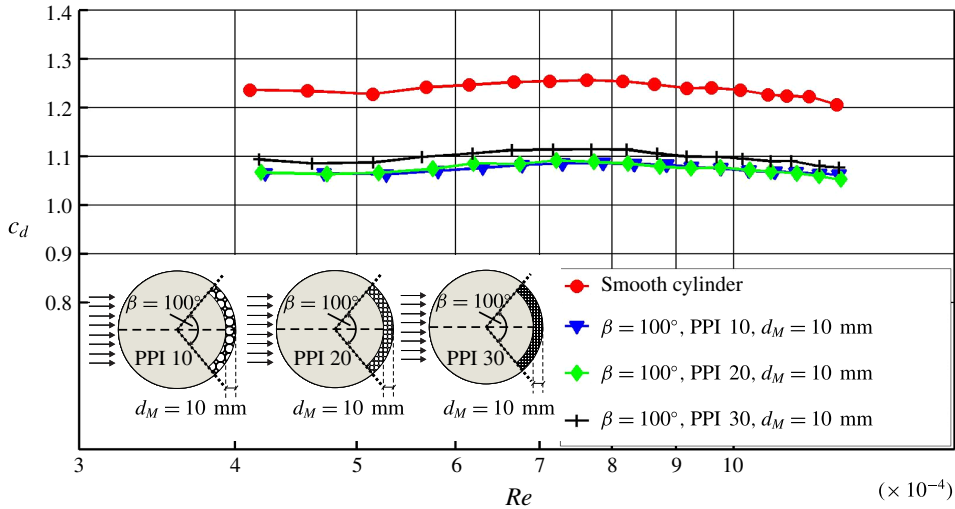 1.4
1.3
1.2
1.1
1.0
c_d
0.9
0.8
β = 100°
β = 100°
β = 100°
PPI 10
PPI 20
PPI 30
d_M = 10 mm
d_M = 10 mm
d_M = 10 mm
Smooth cylinder
β = 100°, PPI 10, d_M = 10 mm
β = 100°, PPI 20, d_M = 10 mm
β = 100°, PPI 30, d_M = 10 mm
3 4 5 6 7 8 9 10
Re
(× 10⁻⁴)